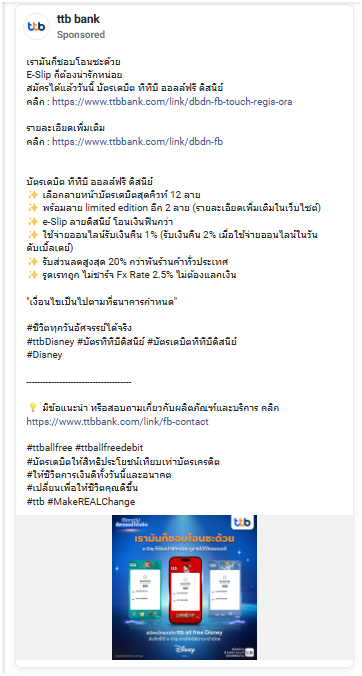 ttb bank
Sponsored
เรามันก็ชอบโอนซะด้วย
E-Slip ก็ต้องน่ารักหน่อย
สมัครได้แล้ววันนี้ บัตรเดบิต ทีทีบี ออลล์ฟรี ดิสนีย์
คลิก : https://www.ttbbank.com/link/dbdn-fb-touch-regis-ora
รายละเอียดเพิ่มเติม
คลิก : https://www.ttbbank.com/link/dbdn-fb
บัตรเดบิต ทีทีบี ออลล์ฟรี ดิสนีย์
✨ เลือกลายหน้าบัตรเดบิตสุดคิวท์ 12 ลาย
✨ พร้อมลาย limited edition อีก 2 ลาย (รายละเอียดเพิ่มเติมในเว็บไซต์)
✨ e-Slip ลายดิสนีย์ โอนเงินฟินกว่า
✨ ใช้จ่ายออนไลน์รับเงินคืน 1% (รับเงินคืน 2% เมื่อใช้จ่ายออนไลน์ในวันดับเบิ้ลเดย์)
✨ รับส่วนลดสูงสุด 20% กว่าพันร้านค้าทั่วประเทศ
✨ รูดเรทถูก ไม่ชาร์จ Fx Rate 2.5% ไม่ต้องแลกเงิน
"เงื่อนไขเป็นไปตามที่ธนาคารกำหนด"
#ชีวิตทุกวันอัศจรรย์ได้จริง
#ttbDisney #บัตรทีทีบีดิสนีย์ #บัตรเดบิตทีทีบีดิสนีย์
#Disney
--------------------------------------
💡 มีข้อแนะนำ หรือสอบถามเกี่ยวกับผลิตภัณฑ์และบริการ คลิก
https://www.ttbbank.com/link/fb-contact
#ttballfree #ttballfreedebit
#บัตรเดบิตให้สิทธิประโยชน์เทียบเท่าบัตรเครดิต
#ให้ชีวิตการเงินดีทั้งวันนี้และอนาคต
#เปลี่ยนเพื่อให้ชีวิตคุณดีขึ้น
#ttb #MakeREALChange
ttb
เรามันก็ชอบโอนซะด้วย
สมัครบัตรเดบิต ttb all free Disney
Disney